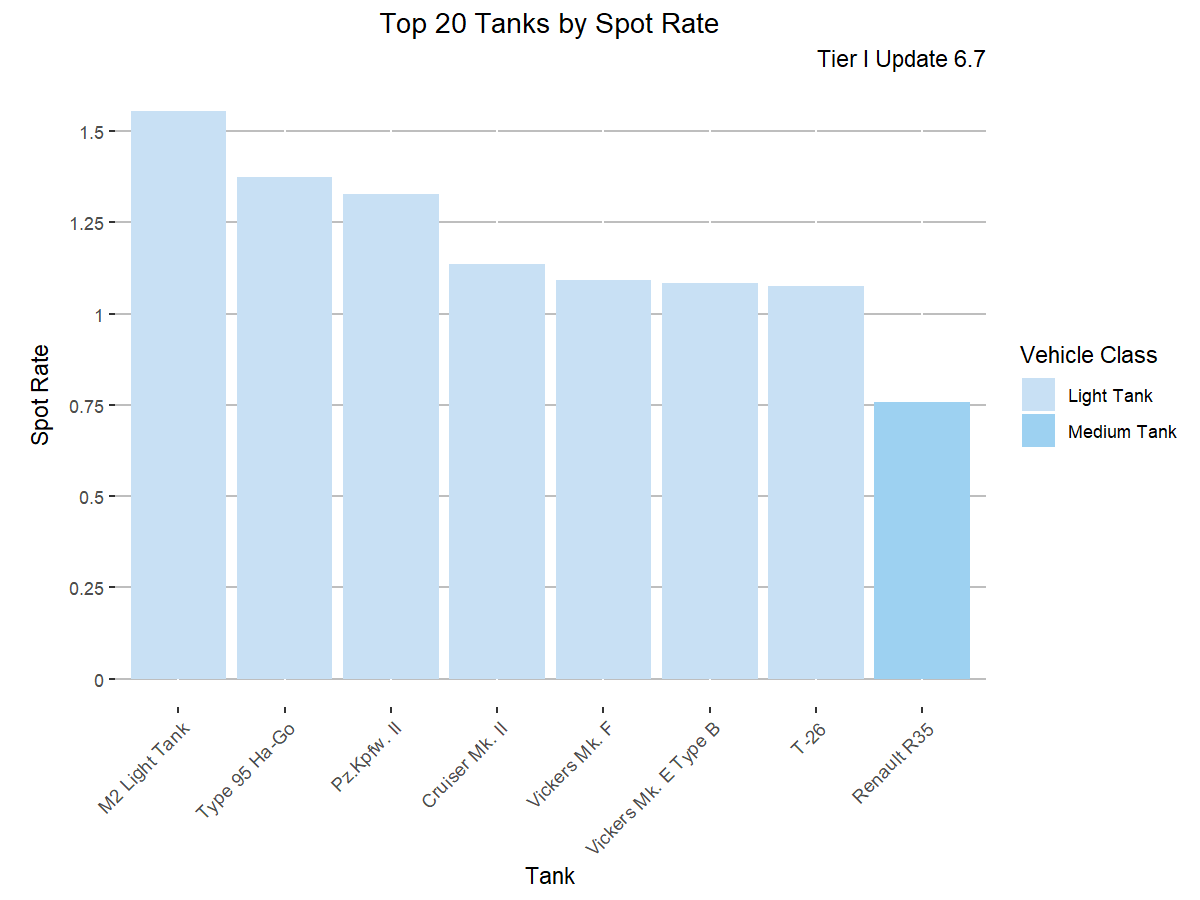 Top 20 Tanks by Spot Rate
Tier I Update 6.7
1.5
1.25
1
0.75
0.5
0.25
0
Spot Rate
M2 Light Tank
Type 95 Ha-Go
Pz.Kpfw. II
Cruiser Mk. II
Vickers Mk. F
Vickers Mk. E Type B
T-26
Renault R35
Tank
Vehicle Class
Light Tank
Medium Tank